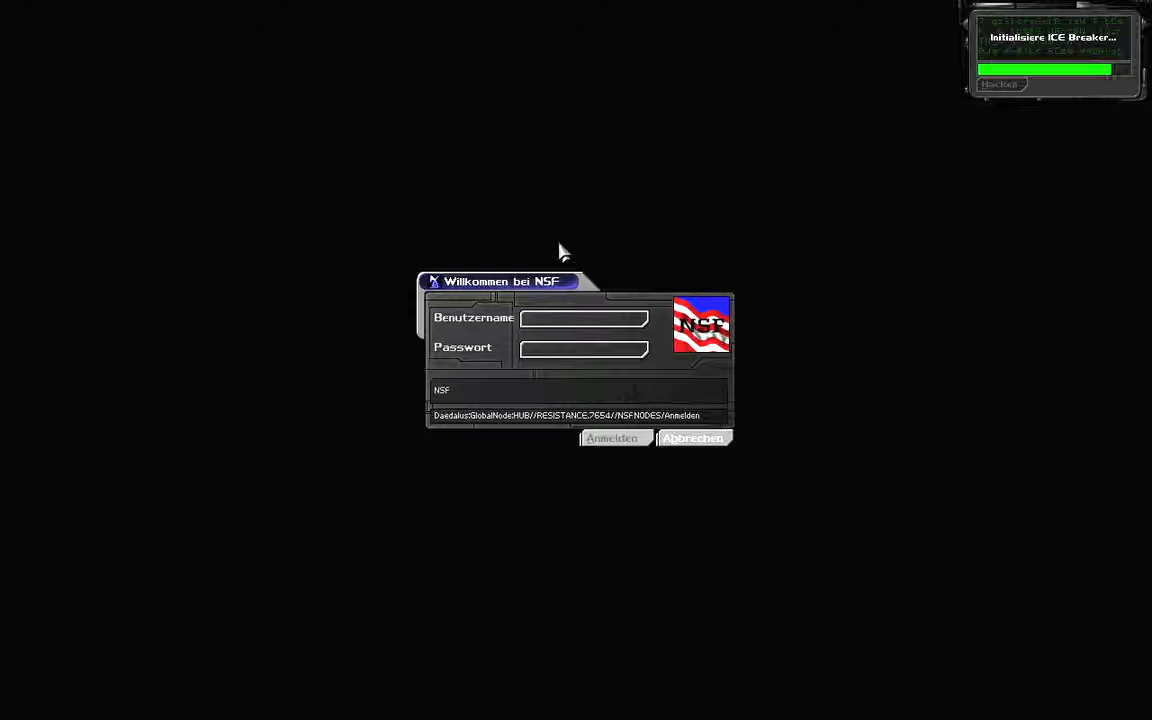 Initialisiere ICE Breaker...
Hacken
Willkommen bei NSF
Benutzername
NSF
Passwort
NSF
Daedalus:GlobalNode:HUB//RESISTANCE.7654//NSFNODES/Anmelden
Anmelden
Abbrechen